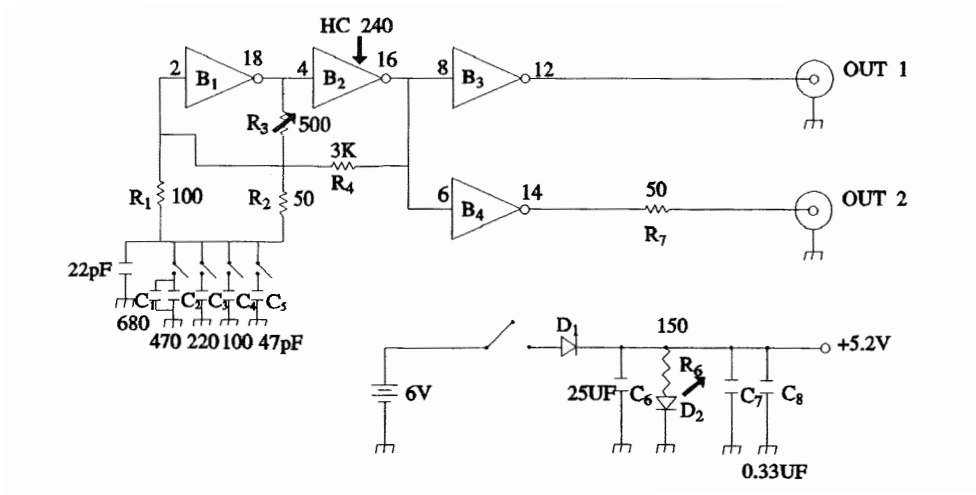 HC 240
2 B1 18
4 B2 16
8 B3 12
OUT 1
R3 500
3K
R4
R1 100
R2 50
6 B4 14
50
R7
OUT 2
22pF
C1 C2 C3 C4 C5
680
470 220 100 47pF
D1
150
+5.2V
6V
25UF C6
R6
D2
C7 C8
0.33UF